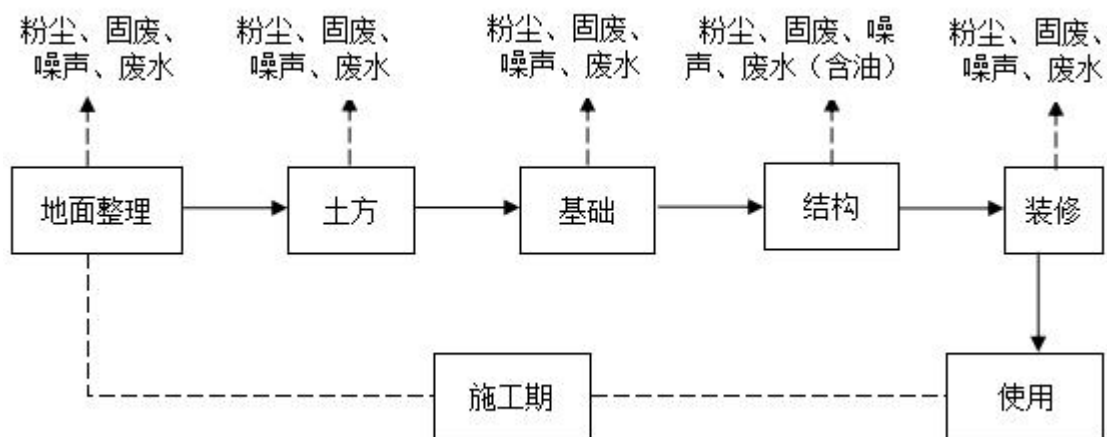 粉尘、固废、
噪声、废水
粉尘、固废、
噪声、废水
粉尘、固废、
噪声、废水
粉尘、固废、噪
声、废水（含油）
粉尘、固废、
噪声、废水
地面整理
土方
基础
结构
装修
施工期
使用